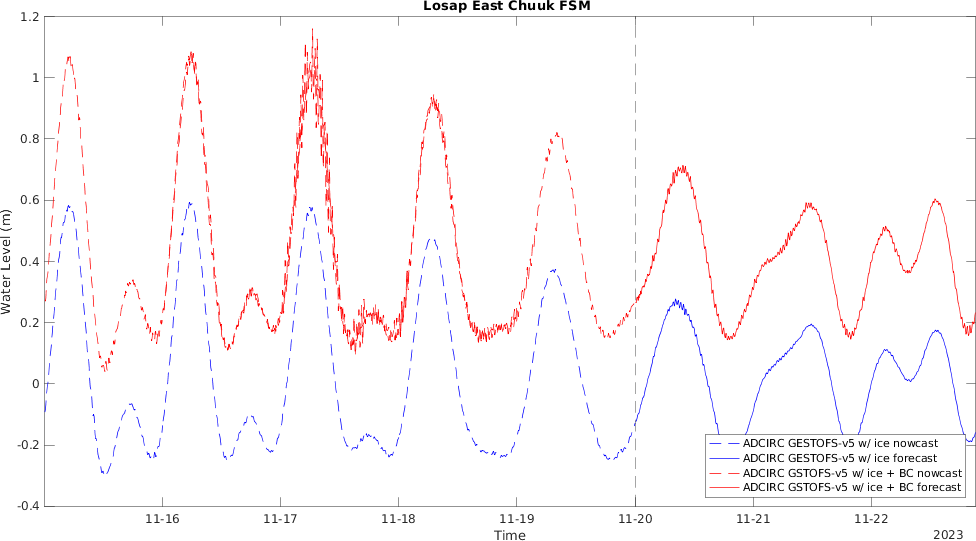 Losap East Chuuk FSM
Water Level (m)
1.2
1
0.8
0.6
0.4
0.2
0
-0.2
-0.4
ADCIRC GESTOFS-v5 w/ ice nowcast
ADCIRC GESTOFS-v5 w/ ice forecast
ADCIRC GSTOFS-v5 w/ ice + BC nowcast
ADCIRC GSTOFS-v5 w/ ice + BC forecast
11-16 11-17 11-18 11-19 11-20 11-21 11-22
Time
2023